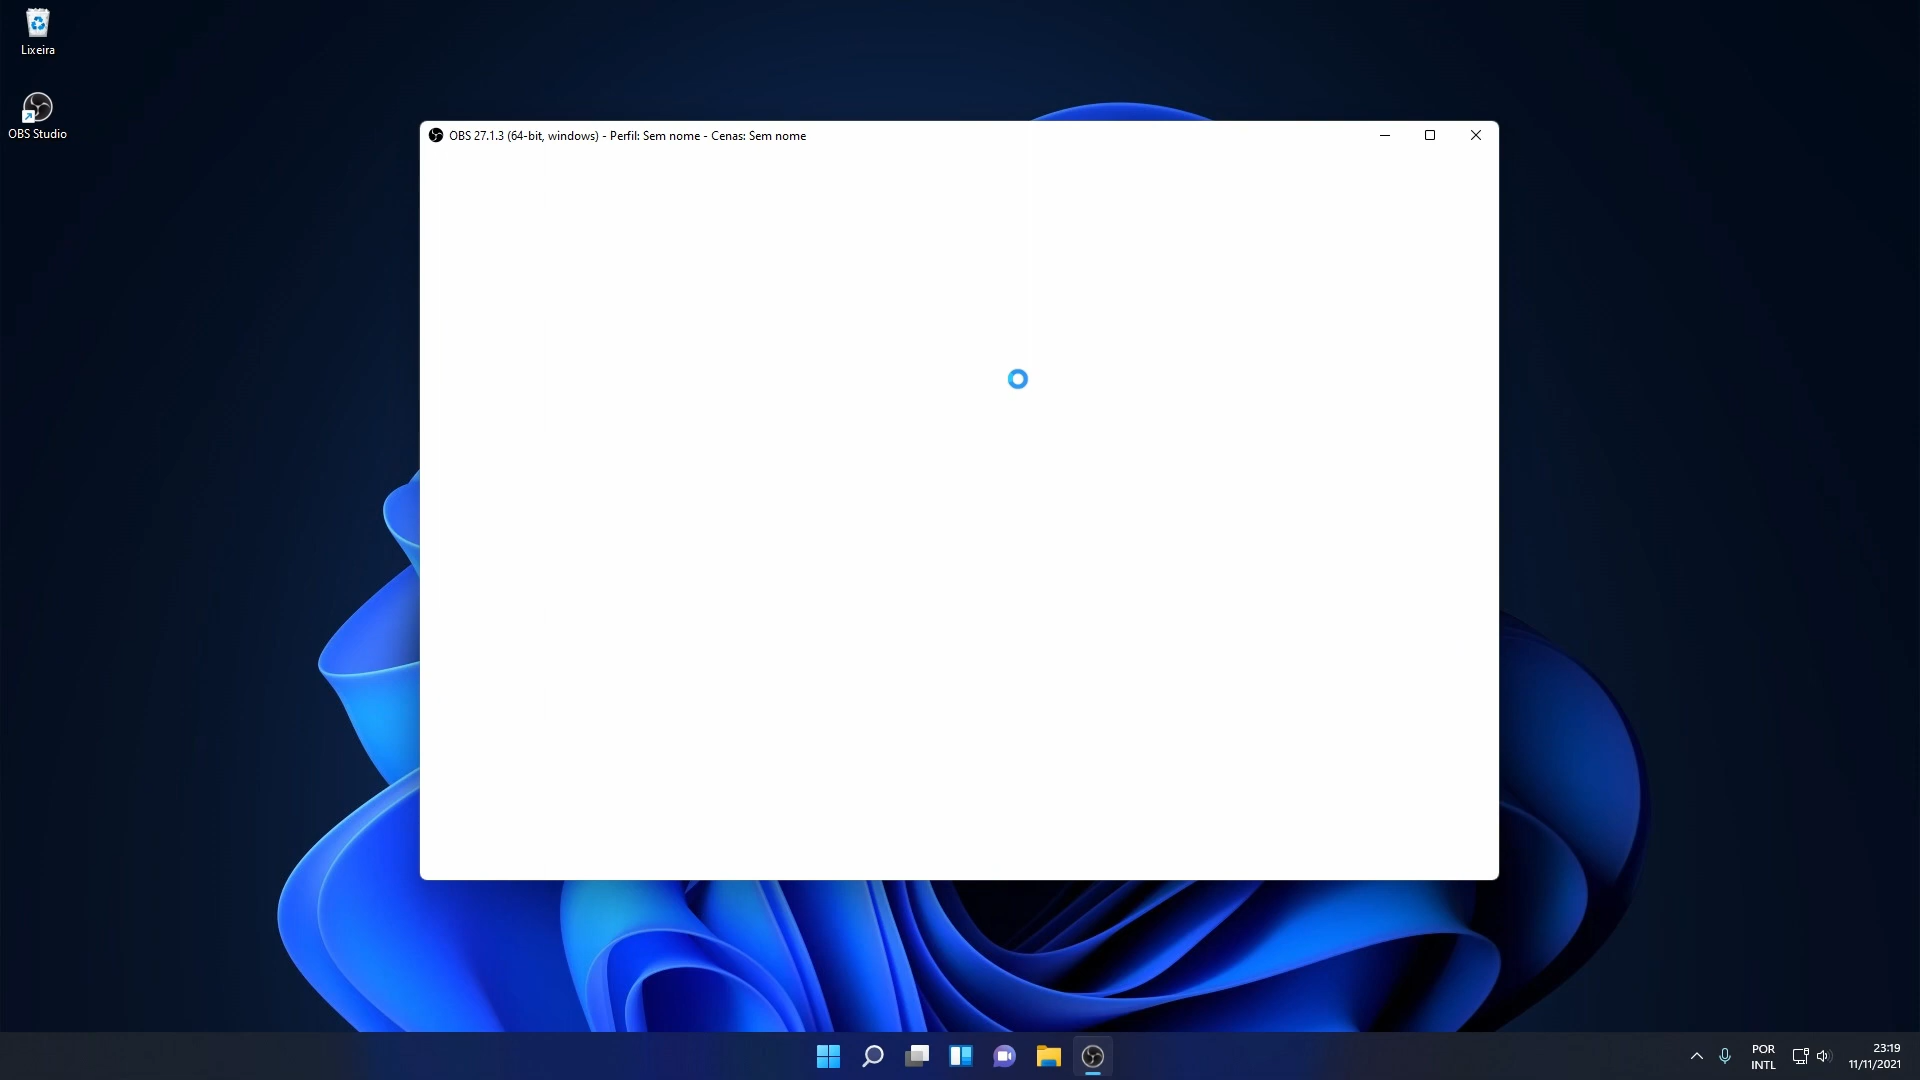 Lixeira
OBS Studio
OBS 27.1.3 (64-bit, windows) - Perfil: Sem nome - Cenas: Sem nome
POR
INTL
23:19
11/11/2021